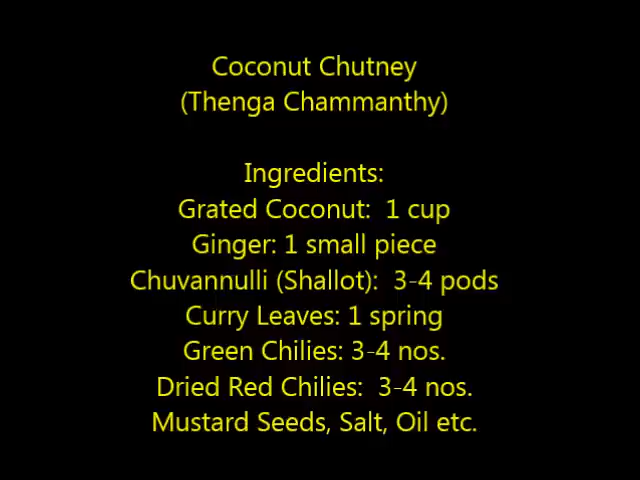 Coconut Chutney
(Thenga Chammanthy)
Ingredients:
Grated Coconut:  1 cup
Ginger: 1 small piece
Chuvannulli (Shallot):  3-4 pods
Curry Leaves: 1 spring
Green Chilies: 3-4 nos.
Dried Red Chilies:  3-4 nos.
Mustard Seeds, Salt, Oil etc.